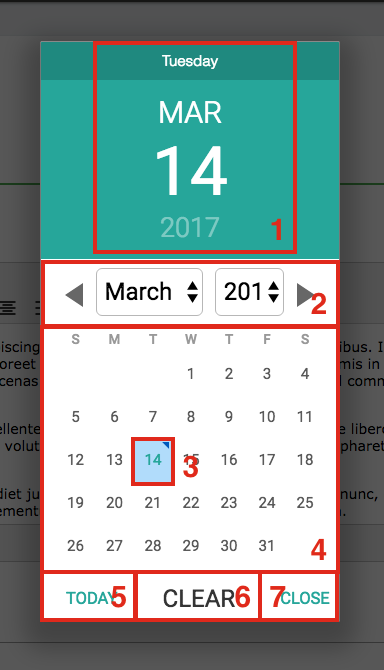 Tuesday
MAR
14
2017
1
March 201
2
S M T W T F S
1 2 3 4
5 6 7 8 9 10 11
12 13 14 15 16 17 18
3
19 20 21 22 23 24 25
26 27 28 29 30 31
4
TODAY 5 CLEAR 6 7 CLOSE